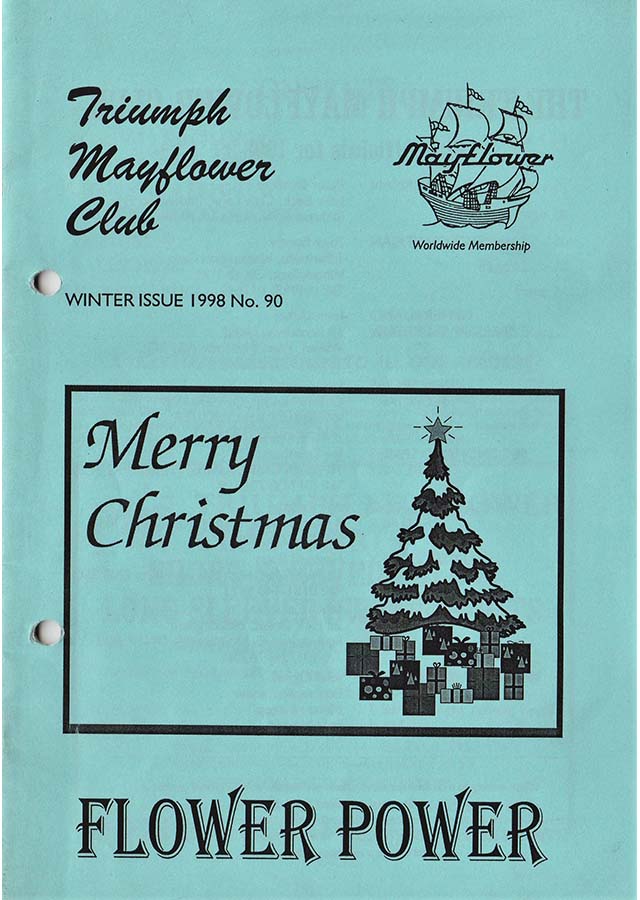 Triumph
Mayflower
Club
Mayflower
Worldwide Membership
WINTER ISSUE 1998 No. 90
Merry
Christmas
FLOWER POWER